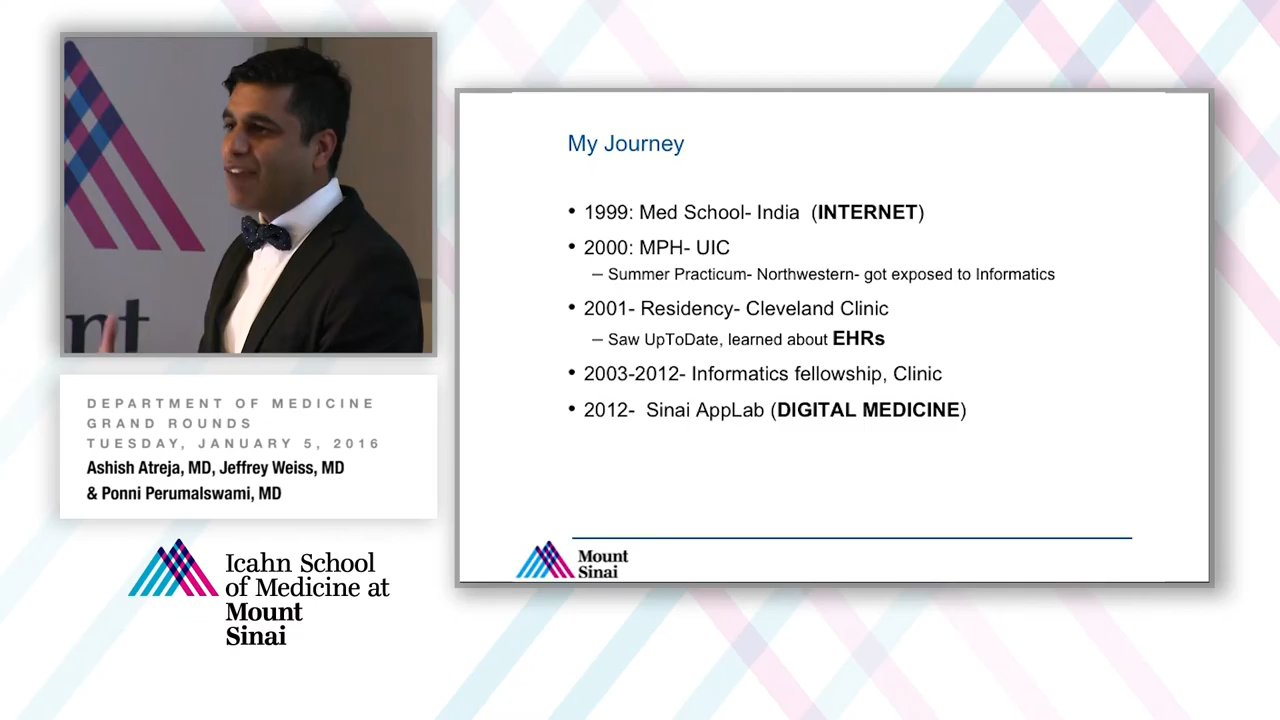 nt
DEPARTMENT OF MEDICINE
GRAND ROUNDS
TUESDAY, JANUARY 5, 2016
Ashish Atreja, MD, Jeffrey Weiss, MD
& Ponni Perumalswami, MD
Icahn School
of Medicine at
Mount
Sinai
My Journey
• 1999: Med School- India (INTERNET)
• 2000: MPH- UIC
– Summer Practicum- Northwestern- got exposed to Informatics
• 2001- Residency- Cleveland Clinic
– Saw UpToDate, learned about EHRs
• 2003-2012- Informatics fellowship, Clinic
• 2012- Sinai AppLab (DIGITAL MEDICINE)
Mount
Sinai